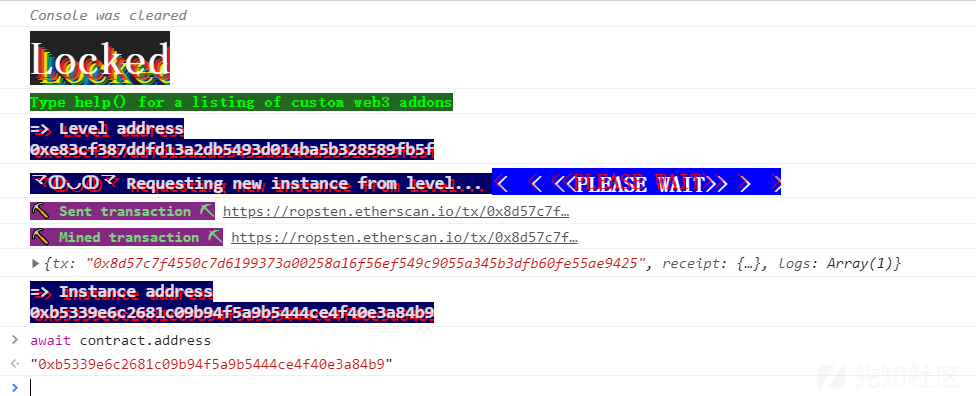 Console was cleared
Locked
Type help() for a listing of custom web3 addons
=> Level address
0xe83cf387ddfd13a2db5493d014ba5b328589fb5f
Requesting new instance from level... < < <<PLEASE WAIT>> > >
Sent transaction https://ropsten.etherscan.io/tx/0x8d57c7f…
Mined transaction https://ropsten.etherscan.io/tx/0x8d57c7f…
{tx: "0x8d57c7f4550c7d6199373a00258a16f56ef549c9055a345b3dfb60fe55ae9425", receipt: {…}, logs: Array(1)}
=> Instance address
0xb5339e6c2681c09b94f5a9b5444ce4f40e3a84b9
> await contract.address
"0xb5339e6c2681c09b94f5a9b5444ce4f40e3a84b9"
>
先知社区